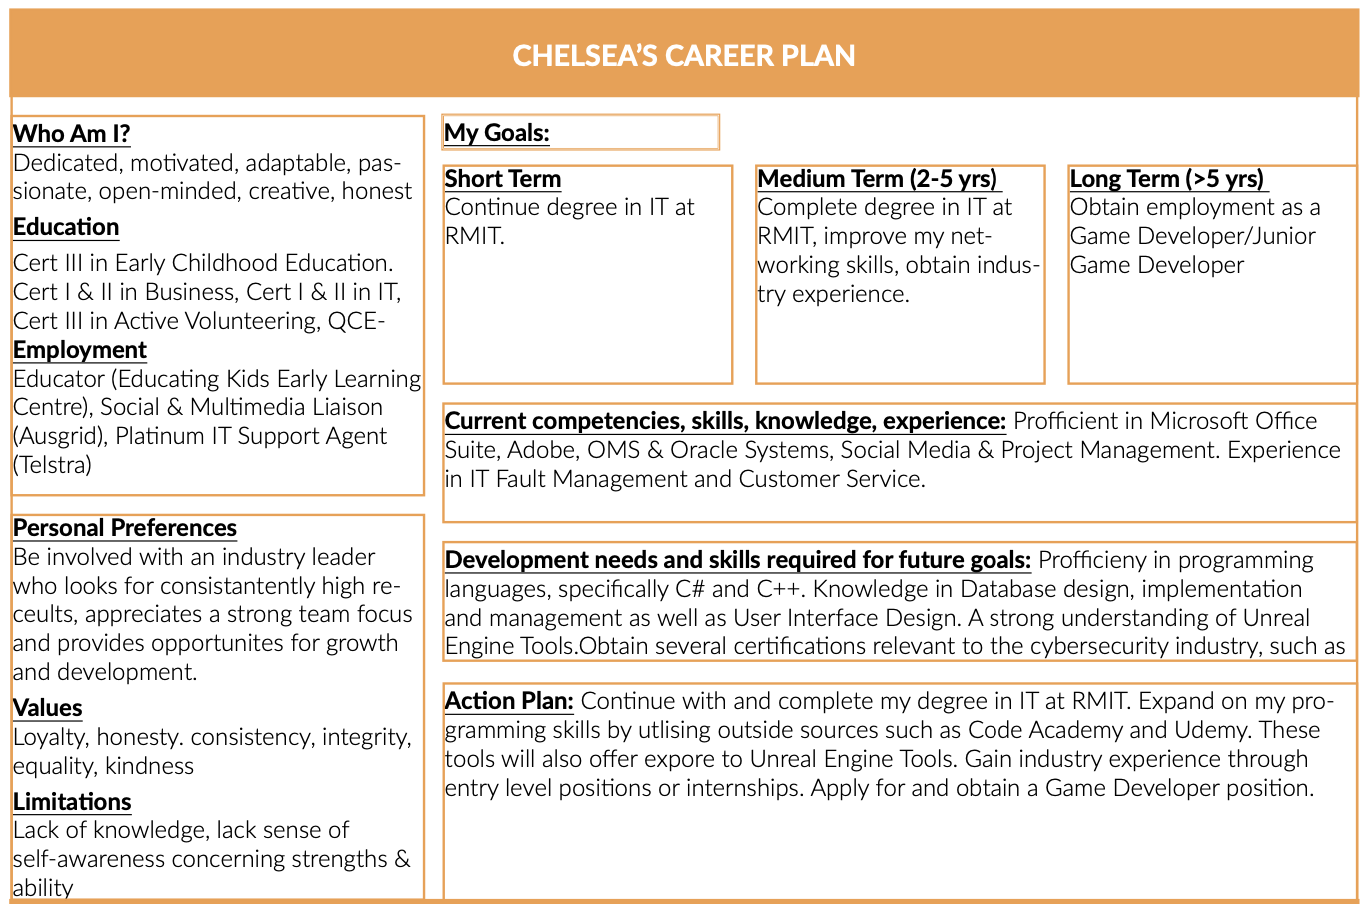 CHELSEA’S CAREER PLAN
Who Am I?
Dedicated, motivated, adaptable, pas-
sionate, open-minded, creative, honest
Education
Cert III in Early Childhood Education.
Cert I & II in Business, Cert I & II in IT,
Cert III in Active Volunteering, QCE-
Employment
Educator (Educating Kids Early Learning
Centre), Social & Multimedia Liaison
(Ausgrid), Platinum IT Support Agent
(Telstra)
Personal Preferences
Be involved with an industry leader
who looks for consistantently high re-
ceults, appreciates a strong team focus
and provides opportunites for growth
and development.
Values
Loyalty, honesty. consistency, integrity,
equality, kindness
Limitations
Lack of knowledge, lack sense of
self-awareness concerning strengths &
ability
My Goals:
Short Term
Continue degree in IT at
RMIT.
Medium Term (2-5 yrs)
Complete degree in IT at
RMIT, improve my net-
working skills, obtain indus-
try experience.
Long Term (>5 yrs)
Obtain employment as a
Game Developer/Junior
Game Developer
Current competencies, skills, knowledge, experience: Profficient in Microsoft Office
Suite, Adobe, OMS & Oracle Systems, Social Media & Project Management. Experience
in IT Fault Management and Customer Service.
Development needs and skills required for future goals: Profficieny in programming
languages, specifically C# and C++. Knowledge in Database design, implementation
and management as well as User Interface Design. A strong understanding of Unreal
Engine Tools.Obtain several certifications relevant to the cybersecurity industry, such as
Action Plan: Continue with and complete my degree in IT at RMIT. Expand on my pro-
gramming skills by utlising outside sources such as Code Academy and Udemy. These
tools will also offer expore to Unreal Engine Tools. Gain industry experience through
entry level positions or internships. Apply for and obtain a Game Developer position.